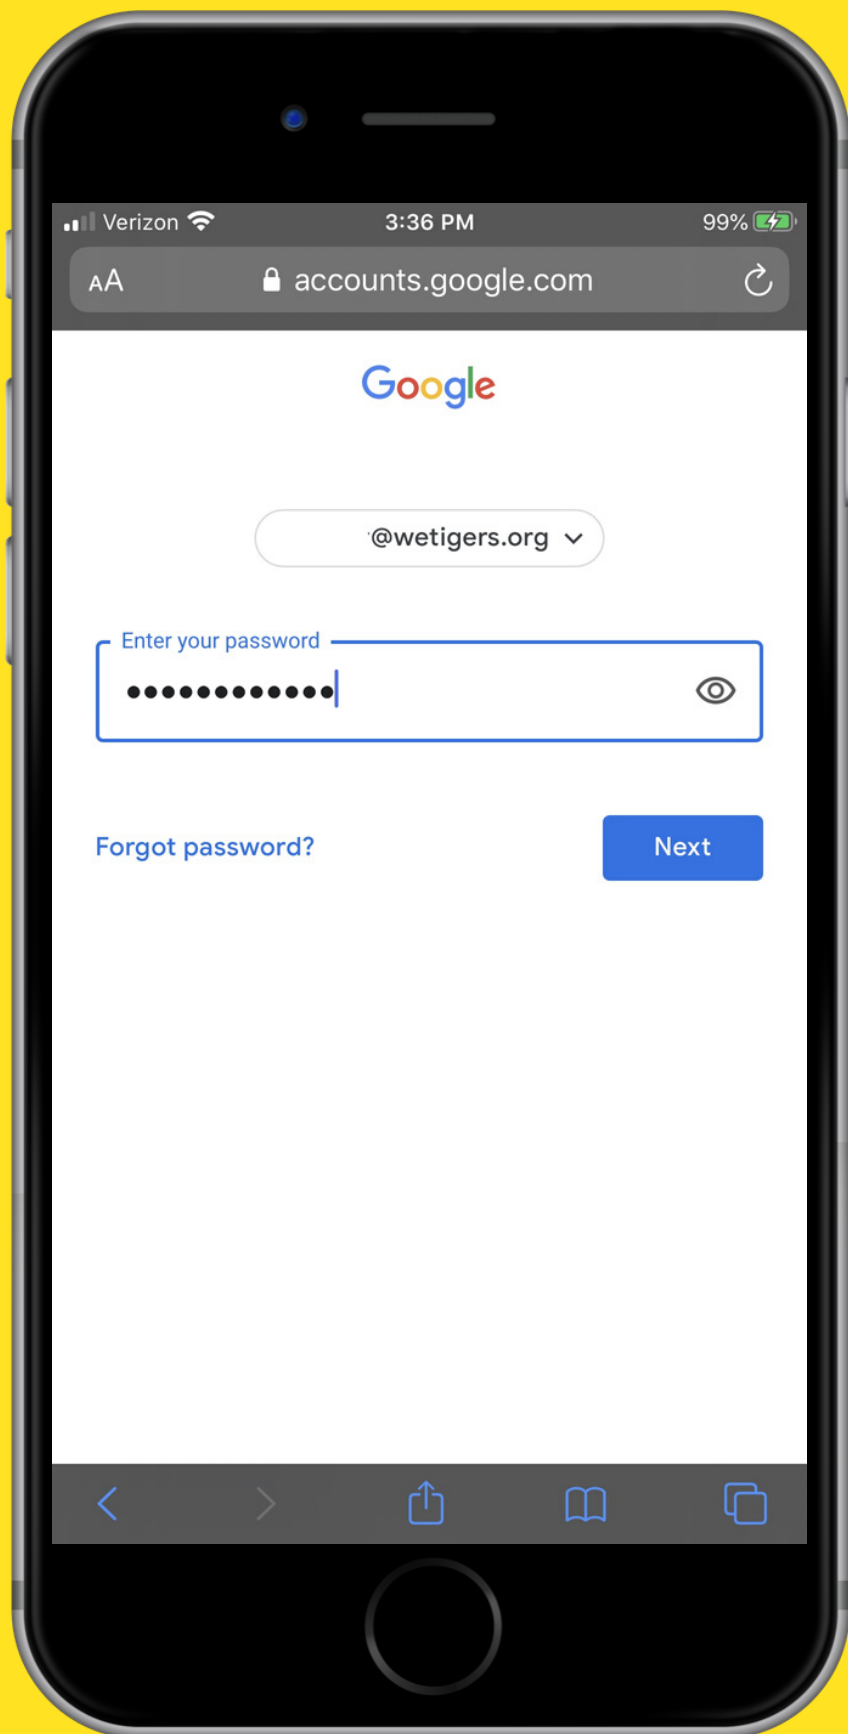 Verizon 3:36 PM 99%
AA accounts.google.com
Google
@wetigers.org
Enter your password
••••••••••••
Forgot password? Next